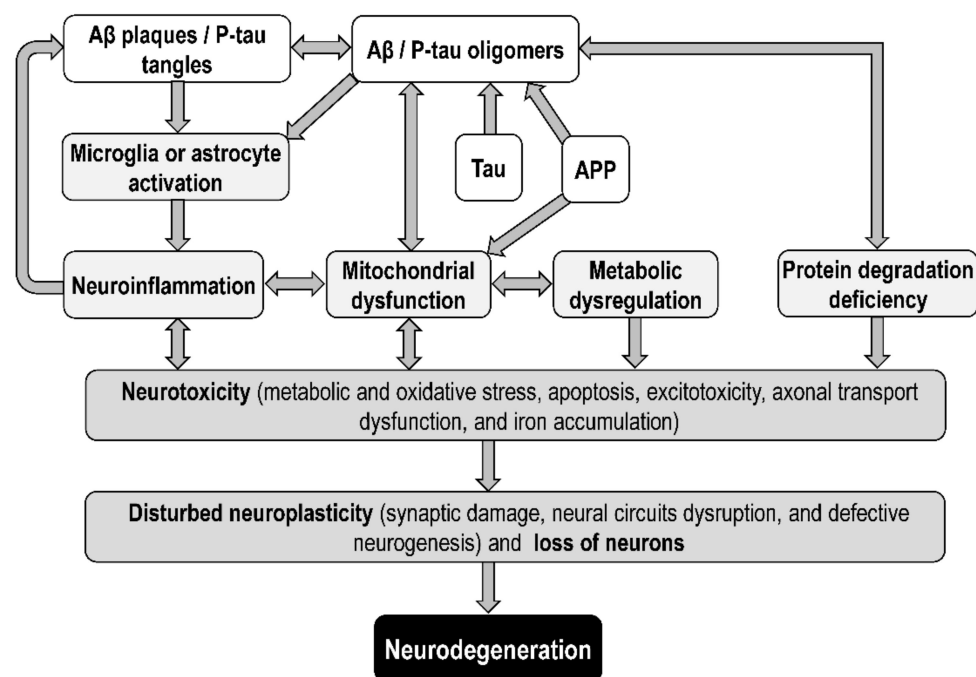 Aβ plaques / P-tau
tangles
Aβ / P-tau oligomers
Microglia or astrocyte
activation
Tau
APP
Neuroinflammation
Mitochondrial
dysfunction
Metabolic
dysregulation
Protein degradation
deficiency
Neurotoxicity (metabolic and oxidative stress, apoptosis, excitotoxicity, axonal transport
dysfunction, and iron accumulation)
Disturbed neuroplasticity (synaptic damage, neural circuits dysruption, and defective
neurogenesis) and loss of neurons
Neurodegeneration